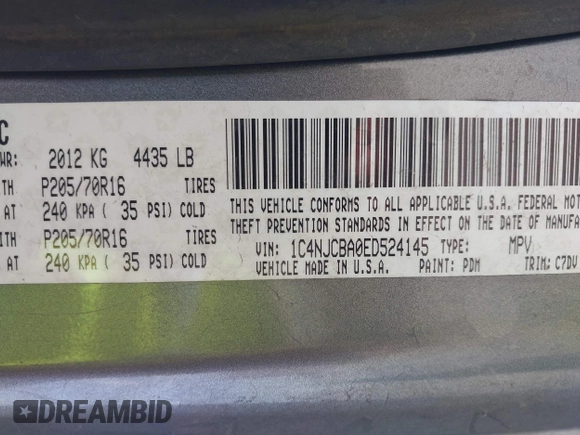 C
WR: 2012 KG 4435 LB
TH P205/70R16 TIRES
AT 240 KPA ( 35 PSI) COLD
TH P205/70R16 TIRES
AT 240 KPA ( 35 PSI) COLD
THIS VEHICLE CONFORMS TO ALL APPLICABLE U.S.A. FEDERAL MOT
THEFT PREVENTION STANDARDS IN EFFECT ON THE DATE OF MANUFA
VIN: 1C4NJCBA0ED524145 TYPE: MPV
VEHICLE MADE IN U.S.A. PAINT: PDM TRIM: C7DV
DREAMBID